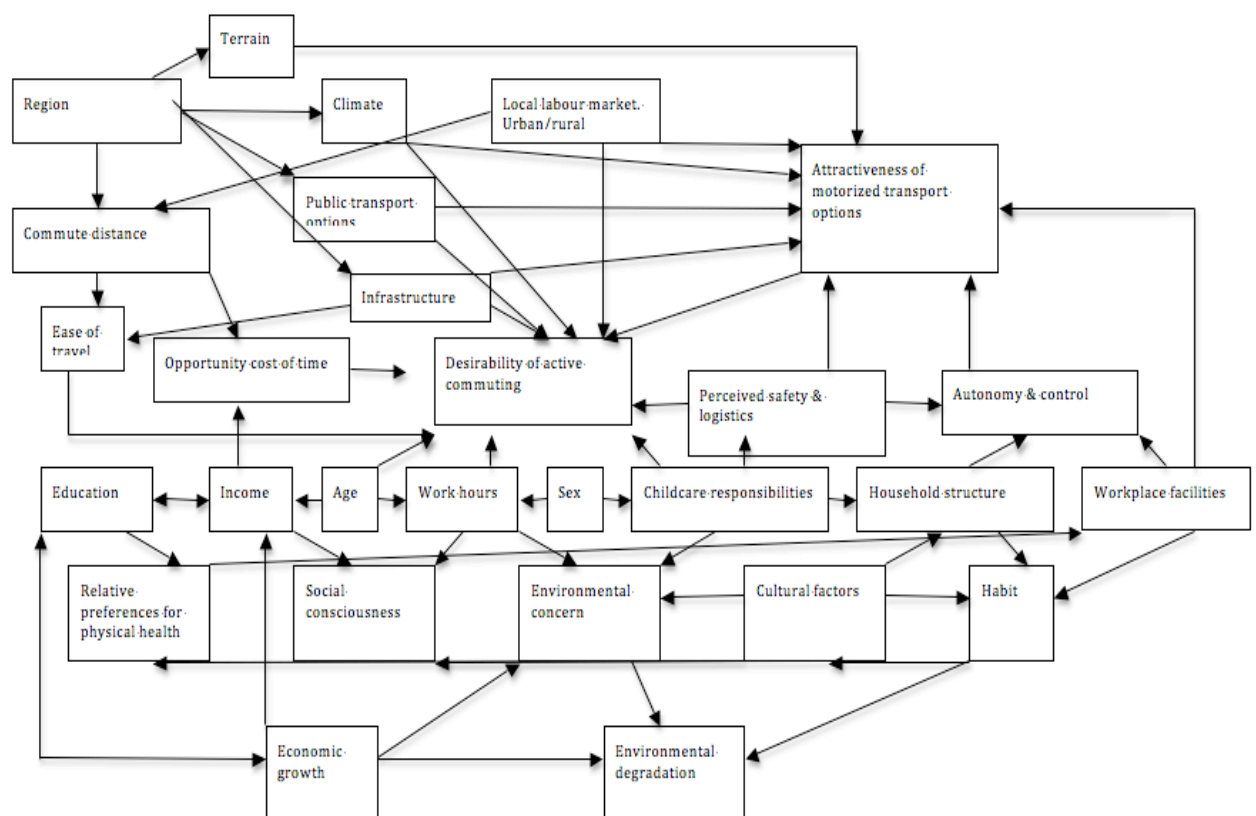 Terrain
Region
Climate
Local labour market.
Urban/rural
Attractiveness of
motorized transport
options
Public transport
options
Commute distance
Infrastructure
Ease of
travel
Opportunity cost of time
Desirability of active
commuting
Perceived safety &
logistics
Autonomy & control
Education
Income
Age
Work hours
Sex
Childcare responsibilities
Household structure
Workplace facilities
Relative
preferences for
physical health
Social
consciousness
Environmental
concern
Cultural factors
Habit
Economic
growth
Environmental
degradation